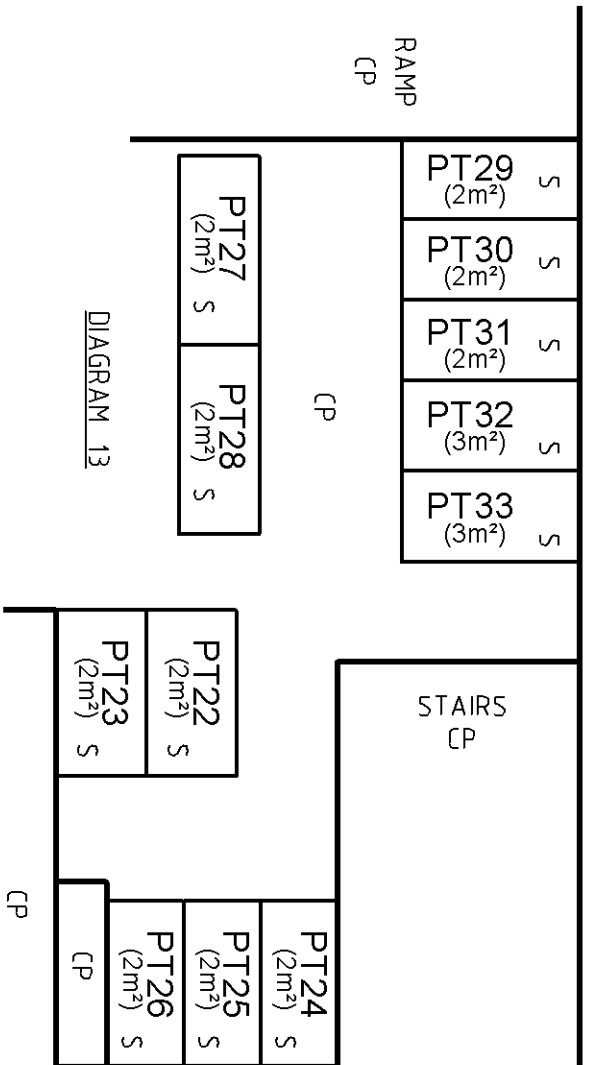 RAMP
CP
PT29
(2m²)
S
PT30
(2m²)
S
PT31
(2m²)
S
PT32
(3m²)
S
PT33
(3m²)
S
PT27
(2m²)
S
PT28
(2m²)
S
CP
DIAGRAM 13
STAIRS
CP
PT22
(2m²)
S
PT23
(2m²)
S
PT24
(2m²)
S
PT25
(2m²)
S
PT26
(2m²)
S
CP
CP